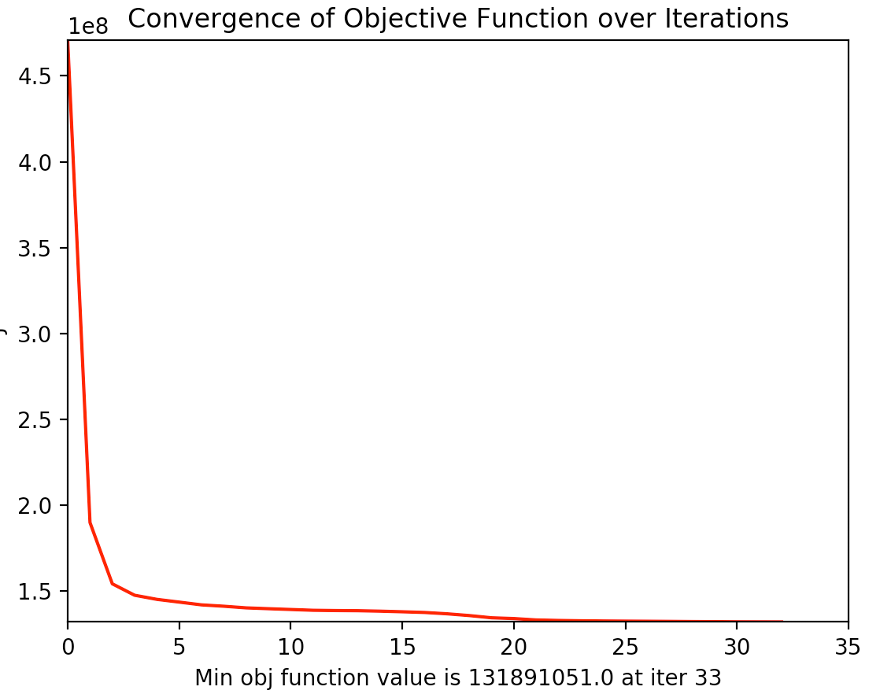 1e8 Convergence of Objective Function over Iterations
4.5
4.0
3.5
3.0
2.5
2.0
1.5
0 5 10 15 20 25 30 35
Min obj function value is 131891051.0 at iter 33